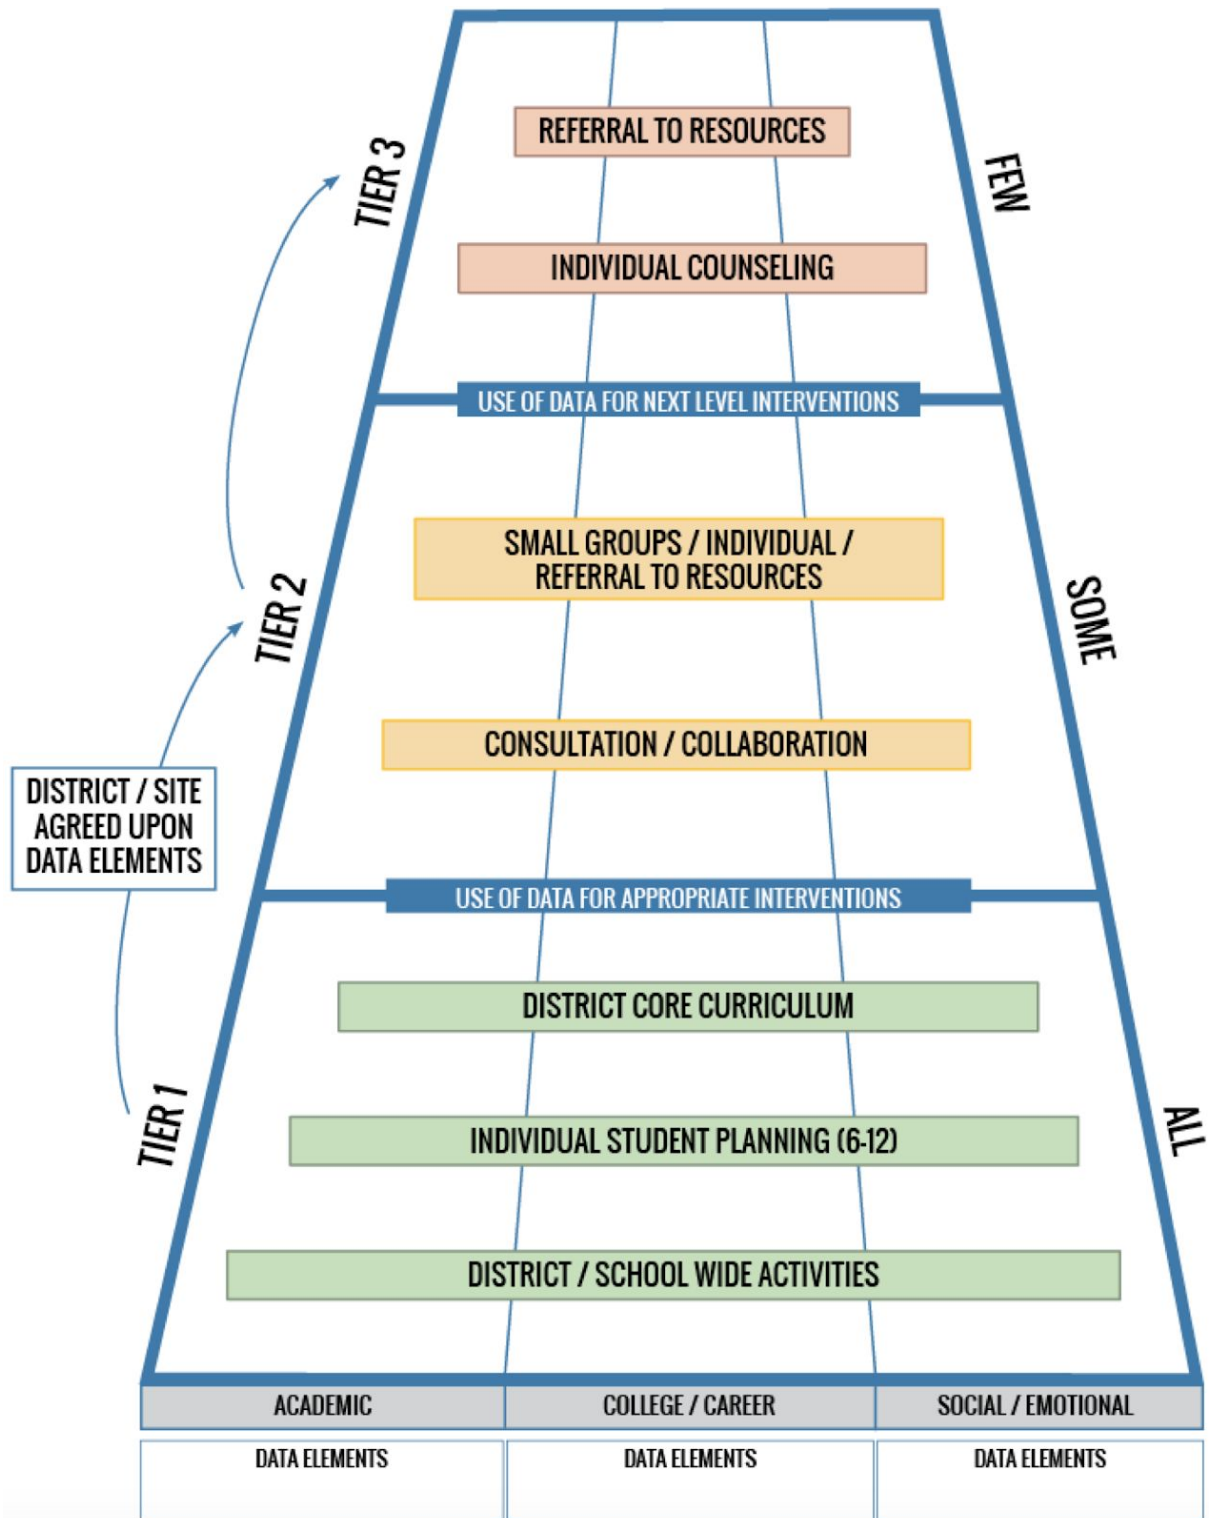 REFERRAL TO RESOURCES
TIER 3
FEW
INDIVIDUAL COUNSELING
USE OF DATA FOR NEXT LEVEL INTERVENTIONS
SMALL GROUPS / INDIVIDUAL /
REFERRAL TO RESOURCES
TIER 2
SOME
CONSULTATION / COLLABORATION
DISTRICT / SITE
AGREED UPON
DATA ELEMENTS
USE OF DATA FOR APPROPRIATE INTERVENTIONS
DISTRICT CORE CURRICULUM
TIER 1
ALL
INDIVIDUAL STUDENT PLANNING (6-12)
DISTRICT / SCHOOL WIDE ACTIVITIES
ACADEMIC
COLLEGE / CAREER
SOCIAL / EMOTIONAL
DATA ELEMENTS
DATA ELEMENTS
DATA ELEMENTS